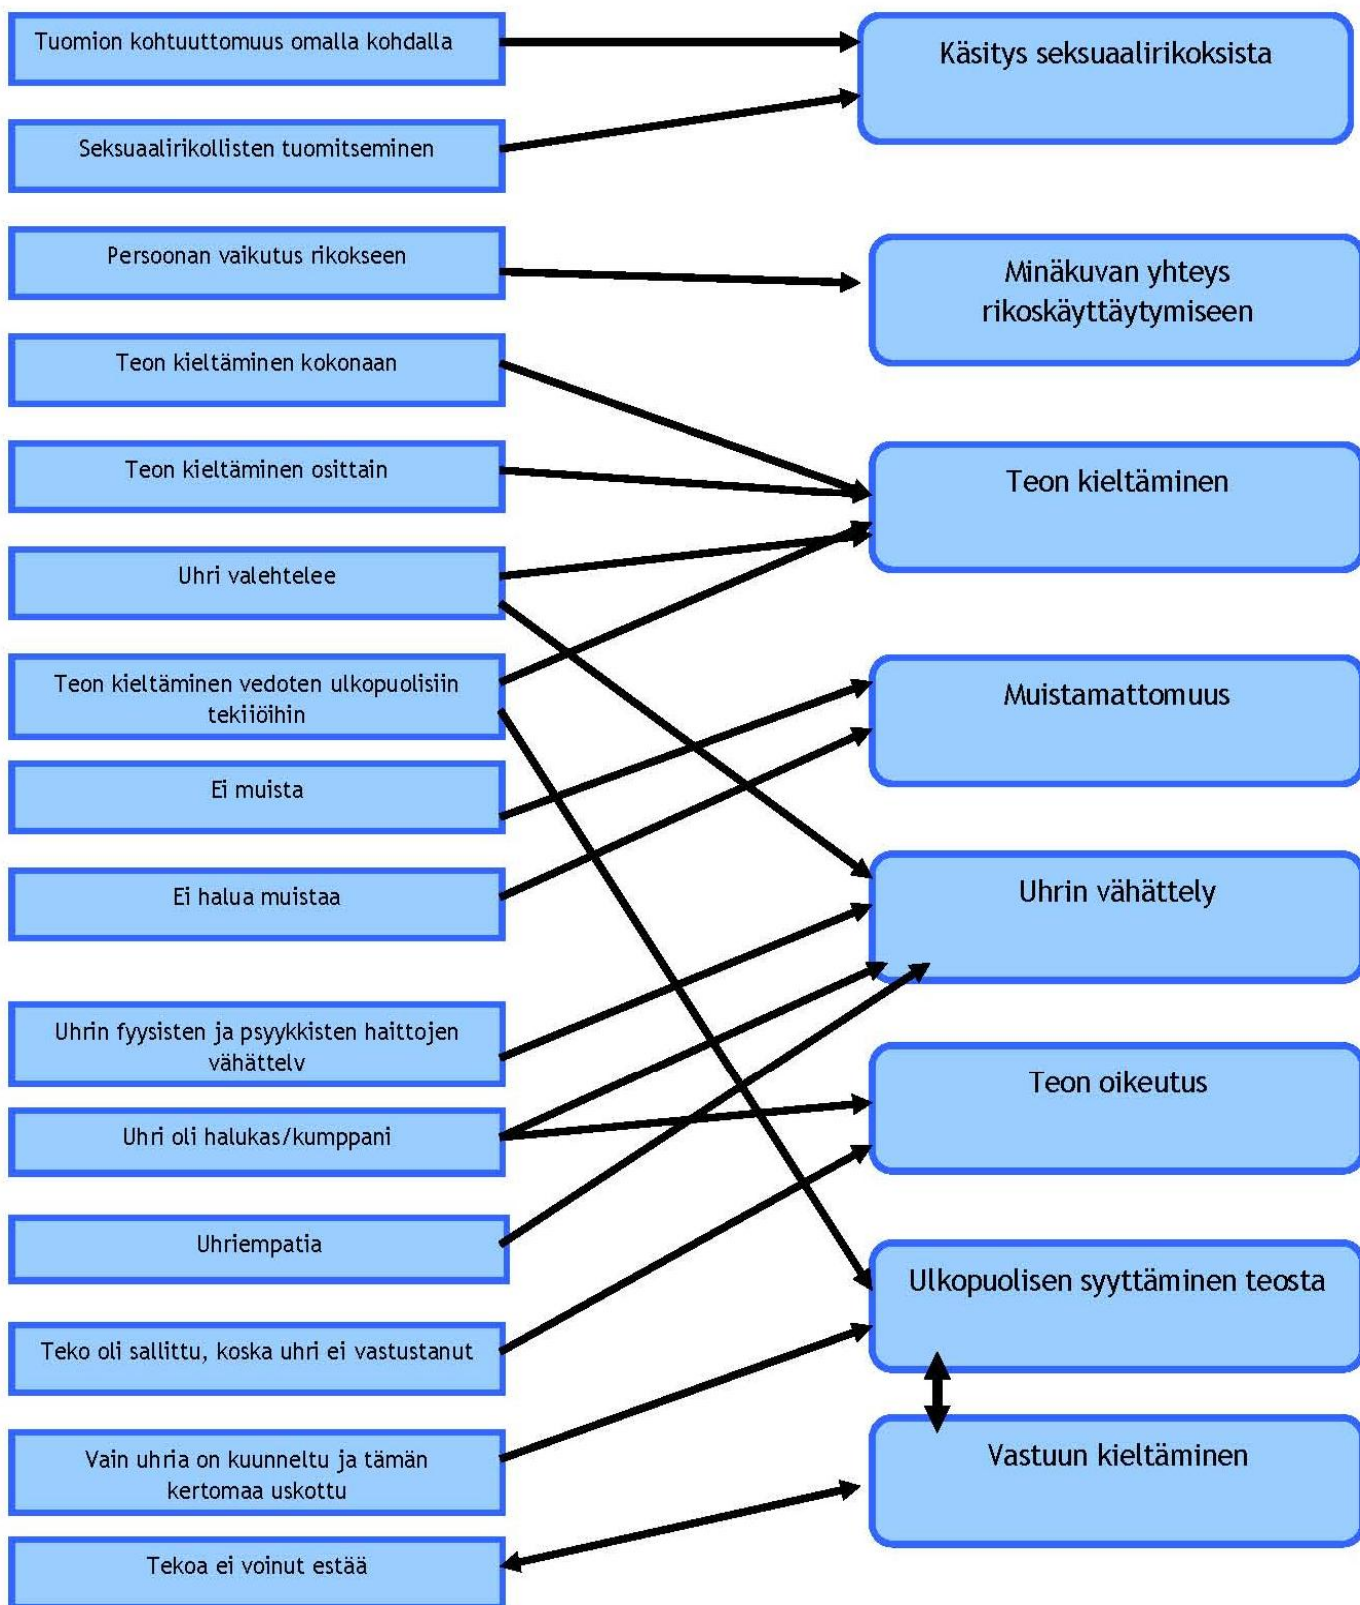 Tuomion kohtuuttomuus omalla kohdalla
Seksuaalirikollisten tuomitseminen
Persoonan vaikutus rikokseen
Teon kieltäminen kokonaan
Teon kieltäminen osittain
Uhri valehtelee
Teon kieltäminen vedoten ulkopuolisiin
tekijöihin
Ei muista
Ei halua muistaa
Uhrin fyysisten ja psyykkisten haittojen
vähättely
Uhri oli halukas/kumppani
Uhriempatia
Teko oli sallittu, koska uhri ei vastustanut
Vain uhria on kuunneltu ja tämän
kertomaa uskottu
Tekoa ei voinut estää
Käsitys seksuaalirikoksista
Minäkuvan yhteys
rikoskäyttäytymiseen
Teon kieltäminen
Muistamattomuus
Uhrin vähättely
Teon oikeutus
Ulkopuolisen syyttäminen teosta
Vastuun kieltäminen